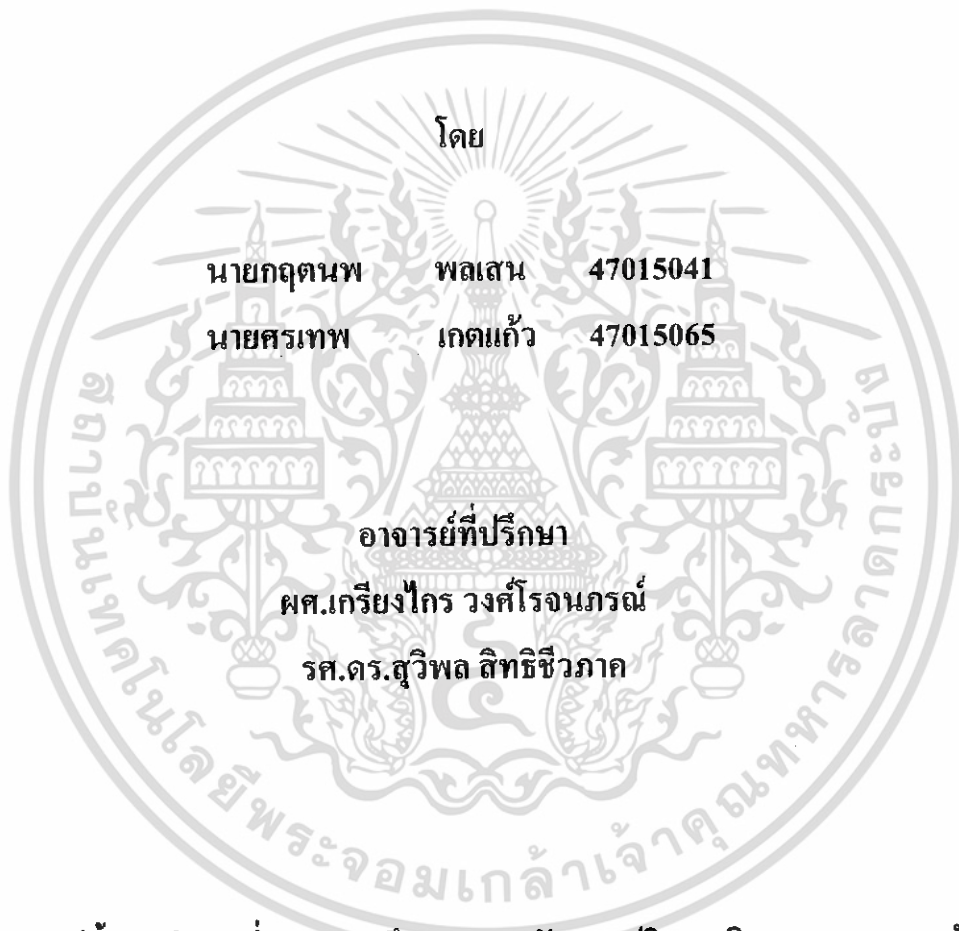 โดย
นายกฤตนพ พลเสน 47015041
นายศรเทพ เกตแก้ว 47015065
อาจารย์ที่ปรึกษา
ผศ.เกรียงไกร วงศ์โรจนภรณ์
รศ.ดร.สุวิพล สิทธิชีวภาค
สถาบันเทคโนโลยีพระจอมเกล้าเจ้าคุณทหารลาดกระบัง